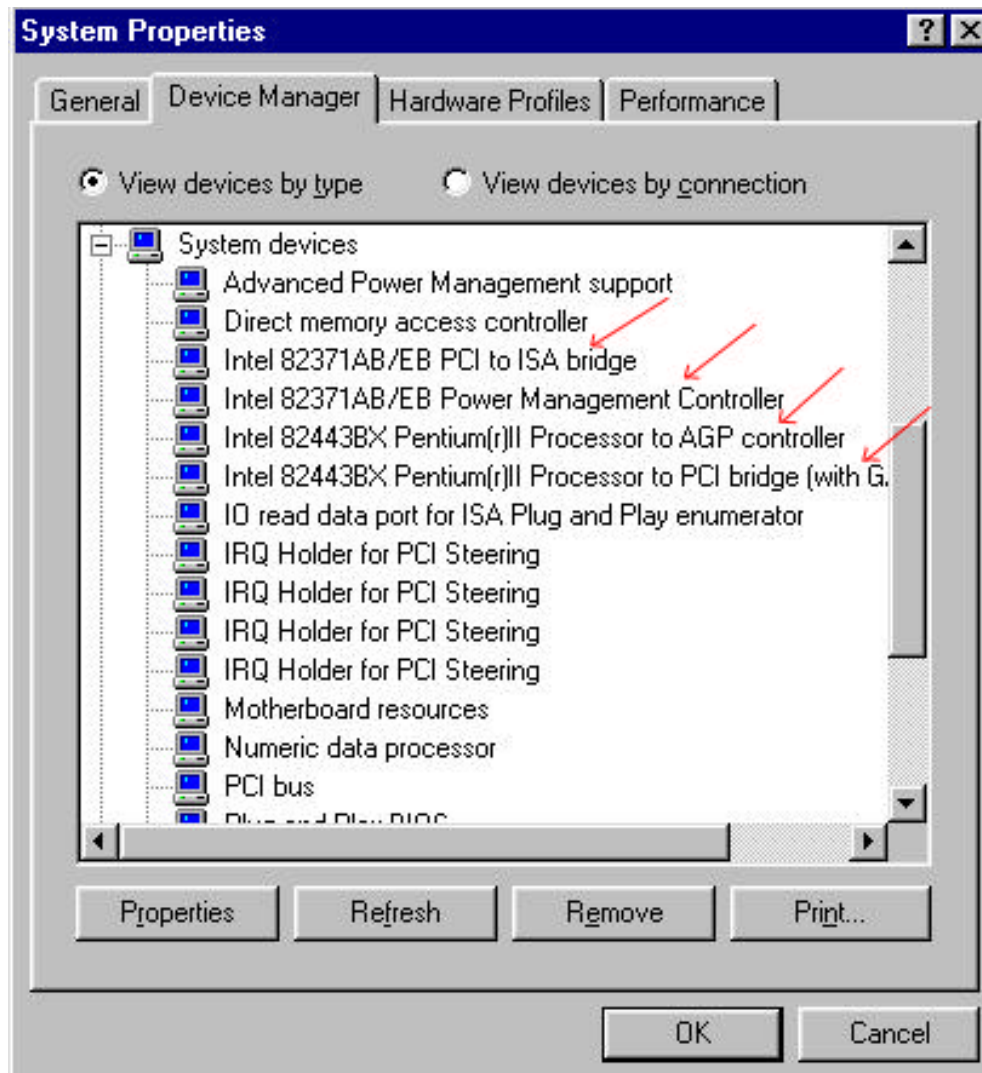 System Properties
General Device Manager Hardware Profiles Performance
View devices by type View devices by connection
System devices
Advanced Power Management support
Direct memory access controller
Intel 82371AB/EB PCI to ISA bridge
Intel 82371AB/EB Power Management Controller
Intel 82443BX Pentium(r)II Processor to AGP controller
Intel 82443BX Pentium(r)II Processor to PCI bridge (with G.
IO read data port for ISA Plug and Play enumerator
IRQ Holder for PCI Steering
IRQ Holder for PCI Steering
IRQ Holder for PCI Steering
IRQ Holder for PCI Steering
Motherboard resources
Numeric data processor
PCI bus
Plug and Play BIOS
Properties Refresh Remove Print...
OK Cancel